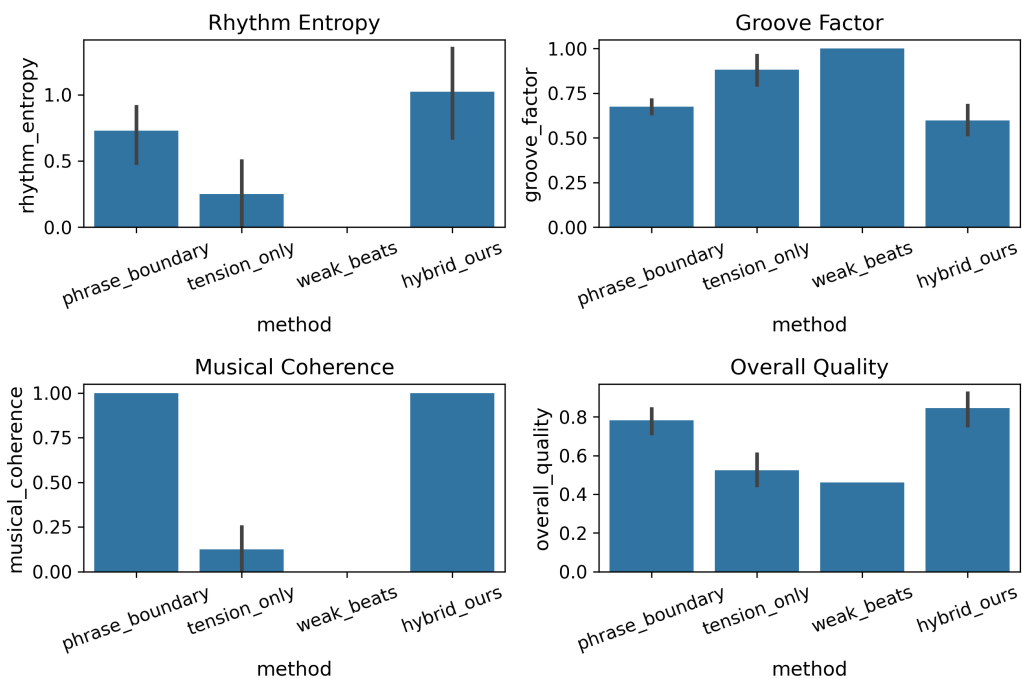 Rhythm Entropy
rhythm_entropy
1.0
0.5
0.0
phrase_boundary
tension_only
weak_beats
hybrid_ours
method
Groove Factor
groove_factor
1.00
0.75
0.50
0.25
0.00
phrase_boundary
tension_only
weak_beats
hybrid_ours
method
Musical Coherence
musical_coherence
1.00
0.75
0.50
0.25
0.00
phrase_boundary
tension_only
weak_beats
hybrid_ours
method
Overall Quality
overall_quality
0.8
0.6
0.4
0.2
0.0
phrase_boundary
tension_only
weak_beats
hybrid_ours
method